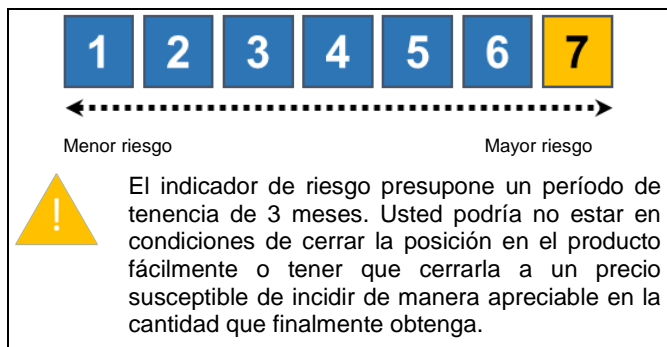 1 2 3 4 5 6 7
Menor riesgo Mayor riesgo
!
El indicador de riesgo presupone un período de
tenencia de 3 meses. Usted podría no estar en
condiciones de cerrar la posición en el producto
fácilmente o tener que cerrarla a un precio
susceptible de incidir de manera apreciable en la
cantidad que finalmente obtenga.